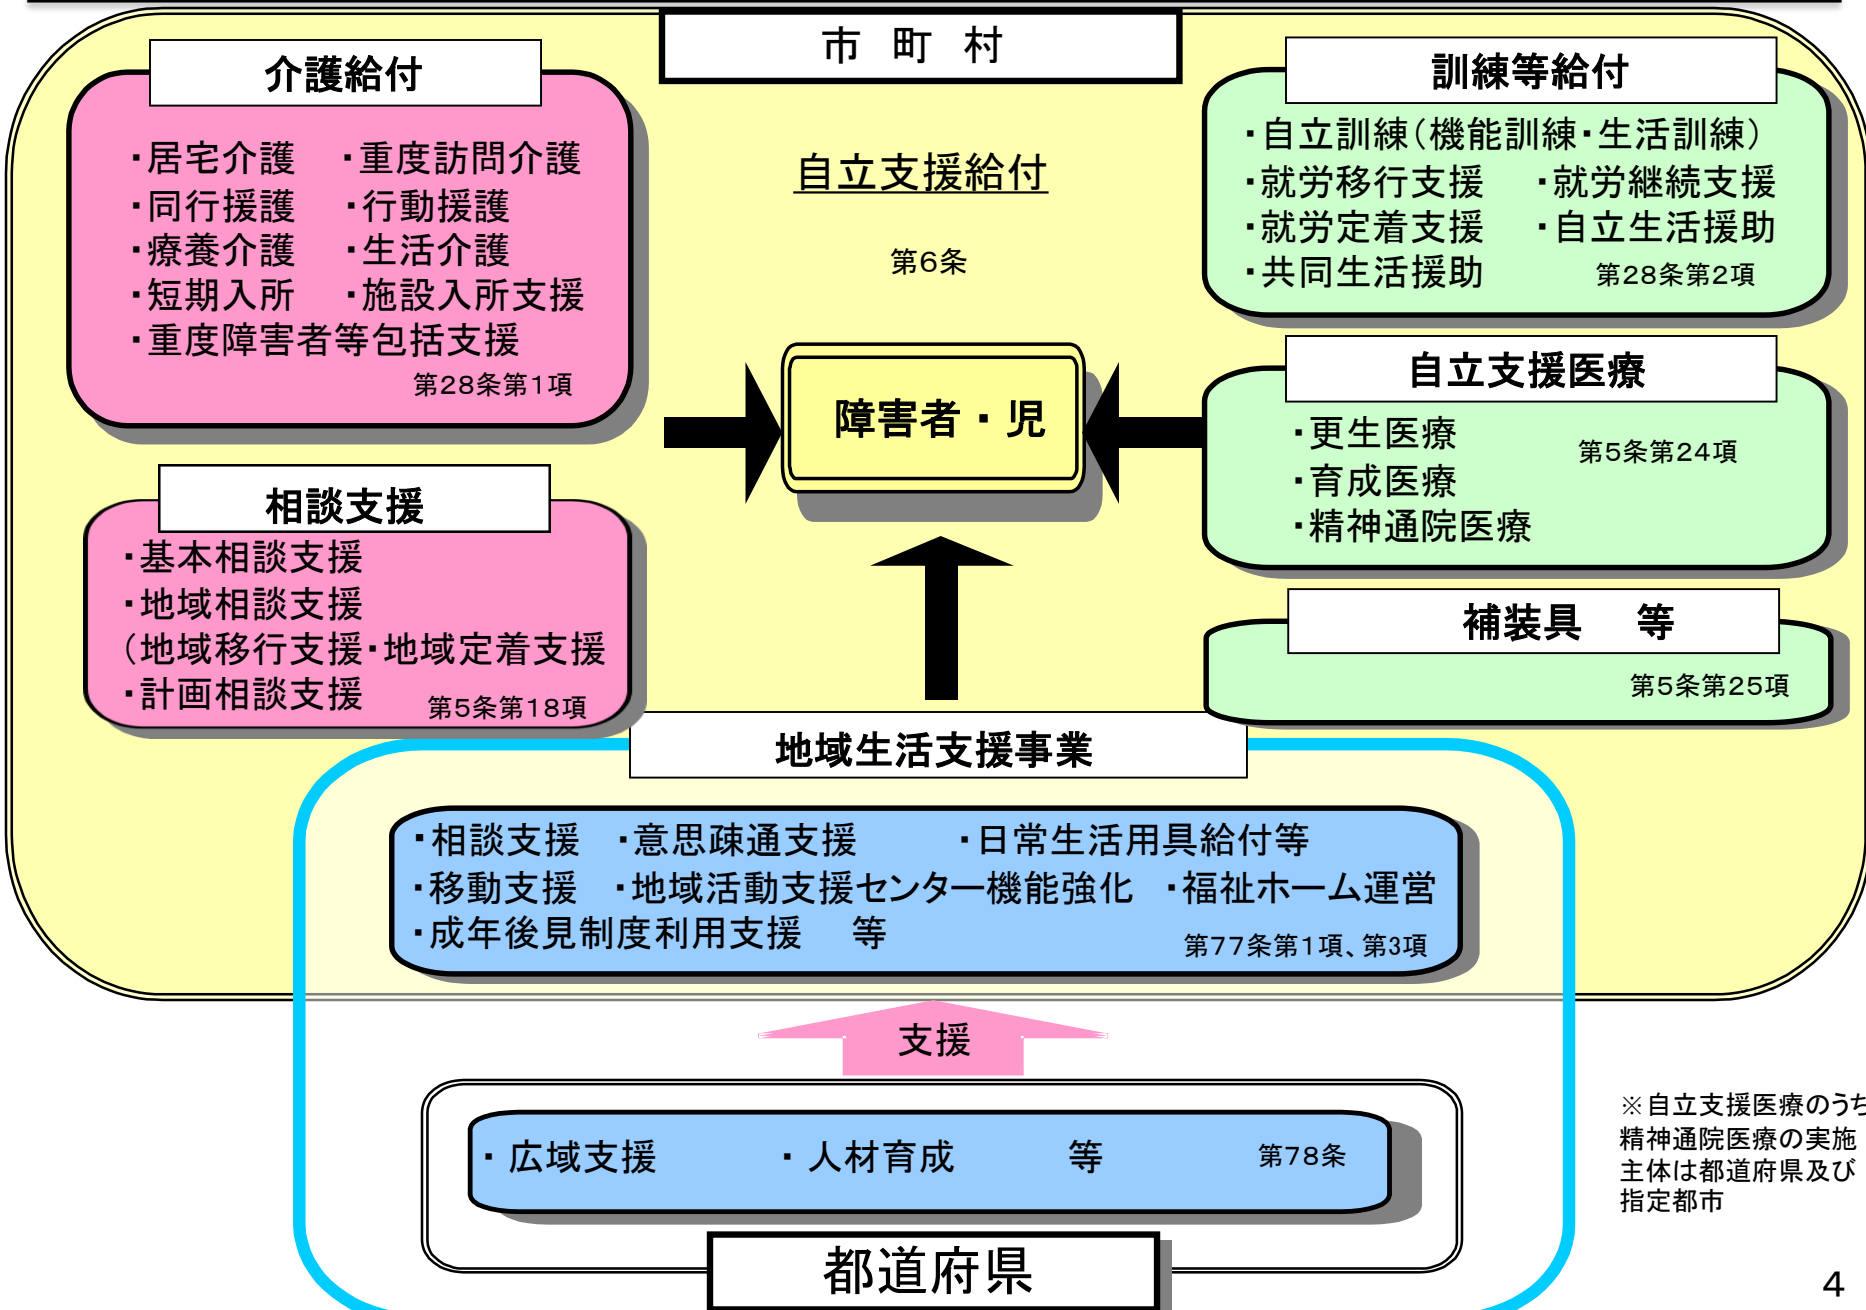 市 町 村
介護給付
・居宅介護 ・重度訪問介護
・同行援護 ・行動援護
・療養介護 ・生活介護
・短期入所 ・施設入所支援
・重度障害者等包括支援
第28条第1項
自立支援給付
第6条
訓練等給付
・自立訓練(機能訓練・生活訓練)
・就労移行支援 ・就労継続支援
・就労定着支援 ・自立生活援助
・共同生活援助 第28条第2項
障害者・児
自立支援医療
・更生医療 第5条第24項
・育成医療
・精神通院医療
相談支援
・基本相談支援
・地域相談支援
(地域移行支援・地域定着支援
・計画相談支援 第5条第18項
補装具 等
第5条第25項
地域生活支援事業
・相談支援 ・意思疎通支援 ・日常生活用具給付等
・移動支援 ・地域活動支援センター機能強化 ・福祉ホーム運営
・成年後見制度利用支援 等
第77条第1項、第3項
支援
・広域支援 ・人材育成 等 第78条
都道府県
※自立支援医療のうち
精神通院医療の実施
主体は都道府県及び
指定都市
4